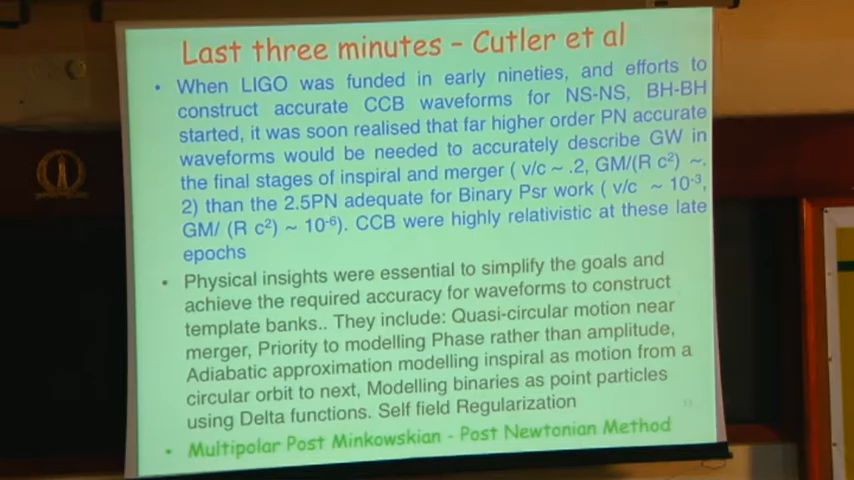 Last three minutes – Cutler et al
• When LIGO was funded in early nineties, and efforts to
construct accurate CCB waveforms for NS-NS, BH-BH
started, it was soon realised that far higher order PN accurate
waveforms would be needed to accurately describe GW in
the final stages of inspiral and merger ( v/c ~ .2, GM/(R c²) ~.
2) than the 2.5PN adequate for Binary Psr work ( v/c ~ 10⁻³,
GM/ (R c²) ~ 10⁻⁶). CCB were highly relativistic at these late
epochs
• Physical insights were essential to simplify the goals and
achieve the required accuracy for waveforms to construct
template banks.. They include: Quasi-circular motion near
merger, Priority to modelling Phase rather than amplitude,
Adiabatic approximation modelling inspiral as motion from a
circular orbit to next, Modelling binaries as point particles
using Delta functions. Self field Regularization
• Multipolar Post Minkowskian - Post Newtonian Method